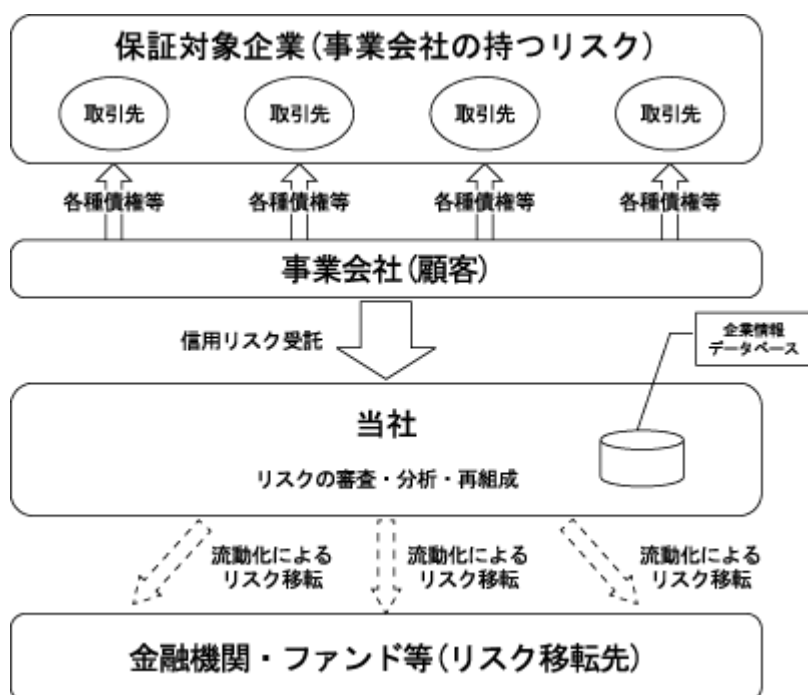 保証対象企業(事業会社の持つリスク)
取引先
取引先
取引先
取引先
各種債権等
各種債権等
各種債権等
各種債権等
事業会社(顧客)
信用リスク受託
企業情報
データベース
当社
リスクの審査・分析・再組成
流動化による
リスク移転
流動化による
リスク移転
流動化による
リスク移転
金融機関・ファンド等(リスク移転先)